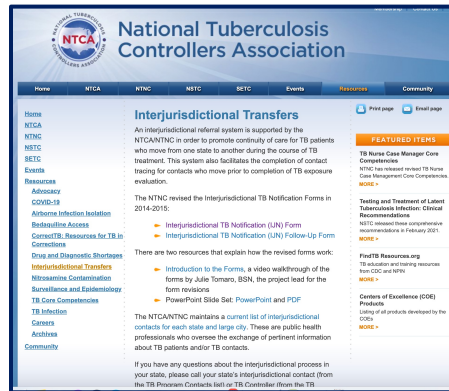 NATIONAL TUBERCULOSIS
NTCA
CONTROLLERS ASSOCIATION
National Tuberculosis
Controllers Association
Home NTCA NTNC NSTC SETC Events Resources Community
Home
NTCA
NTNC
NSTC
SETC
Events
Resources
Advocacy
COVID-19
Airborne Infection Isolation
Bedaquiline Access
CorrectTB: Resources for TB in
Corrections
Drug and Diagnostic Shortages
Interjurisdictional Transfers
Nitrosamine Contamination
Surveillance and Epidemiology
TB Core Competencies
TB Infection
Careers
Archives
Community
Interjurisdictional Transfers
An interjurisdictional referral system is supported by the
NTCA/NTNC in order to promote continuity of care for TB patients
who move from one state to another during the course of TB
treatment. This system also facilitates the completion of contact
tracing for contacts who move prior to completion of TB exposure
evaluation.
The NTNC revised the Interjurisdictional TB Notification Forms in
2014-2015:
Interjurisdictional TB Notification (IJN) Form
Interjurisdictional TB Notification (IJN) Follow-Up Form
There are two resources that explain how the revised forms work:
Introduction to the Forms, a video walkthrough of the
forms by Julie Tomaro, BSN, the project lead for the
form revisions
PowerPoint Slide Set: PowerPoint and PDF
The NTCA/NTNC maintains a current list of interjurisdictional
contacts for each state and large city. These are public health
professionals who oversee the exchange of pertinent information
about TB patients and/or TB contacts.
If you have any questions about the interjurisdictional process in
your state, please call your state's interjurisdictional contact (from
the TB Program Contacts list) or TB Controller (from the TB
Print page Email page
FEATURED ITEMS
TB Nurse Case Manager Core
Competencies
NTNC has released revised TB Nurse
Case Management Core Competencies.
MORE >
Testing and Treatment of Latent
Tuberculosis Infection: Clinical
Recommendations
NSTC released these comprehensive
recommendations in February 2021.
MORE >
FindTB Resources.org
TB education and training resources
from CDC and NPIN
MORE >
Centers of Excellence (COE)
Products
Listing of all products developed by the
COEs
MORE >